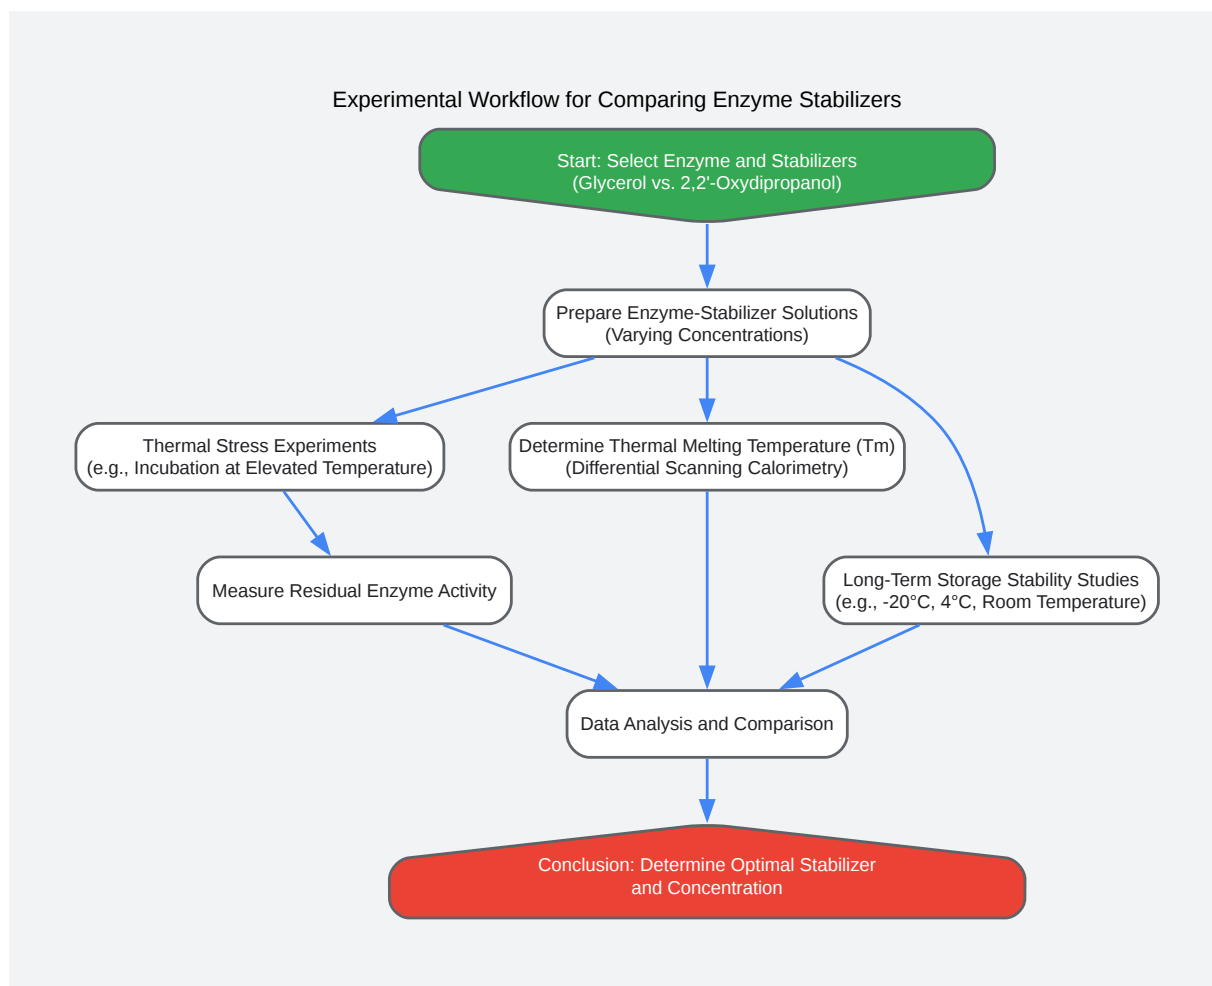 Experimental Workflow for Comparing Enzyme Stabilizers
Start: Select Enzyme and Stabilizers
(Glycerol vs. 2,2'-Oxydipropanol)
Prepare Enzyme-Stabilizer Solutions
(Varying Concentrations)
Thermal Stress Experiments
(e.g., Incubation at Elevated Temperature)
Determine Thermal Melting Temperature (Tm)
(Differential Scanning Calorimetry)
Measure Residual Enzyme Activity
Long-Term Storage Stability Studies
(e.g., -20°C, 4°C, Room Temperature)
Data Analysis and Comparison
Conclusion: Determine Optimal Stabilizer
and Concentration